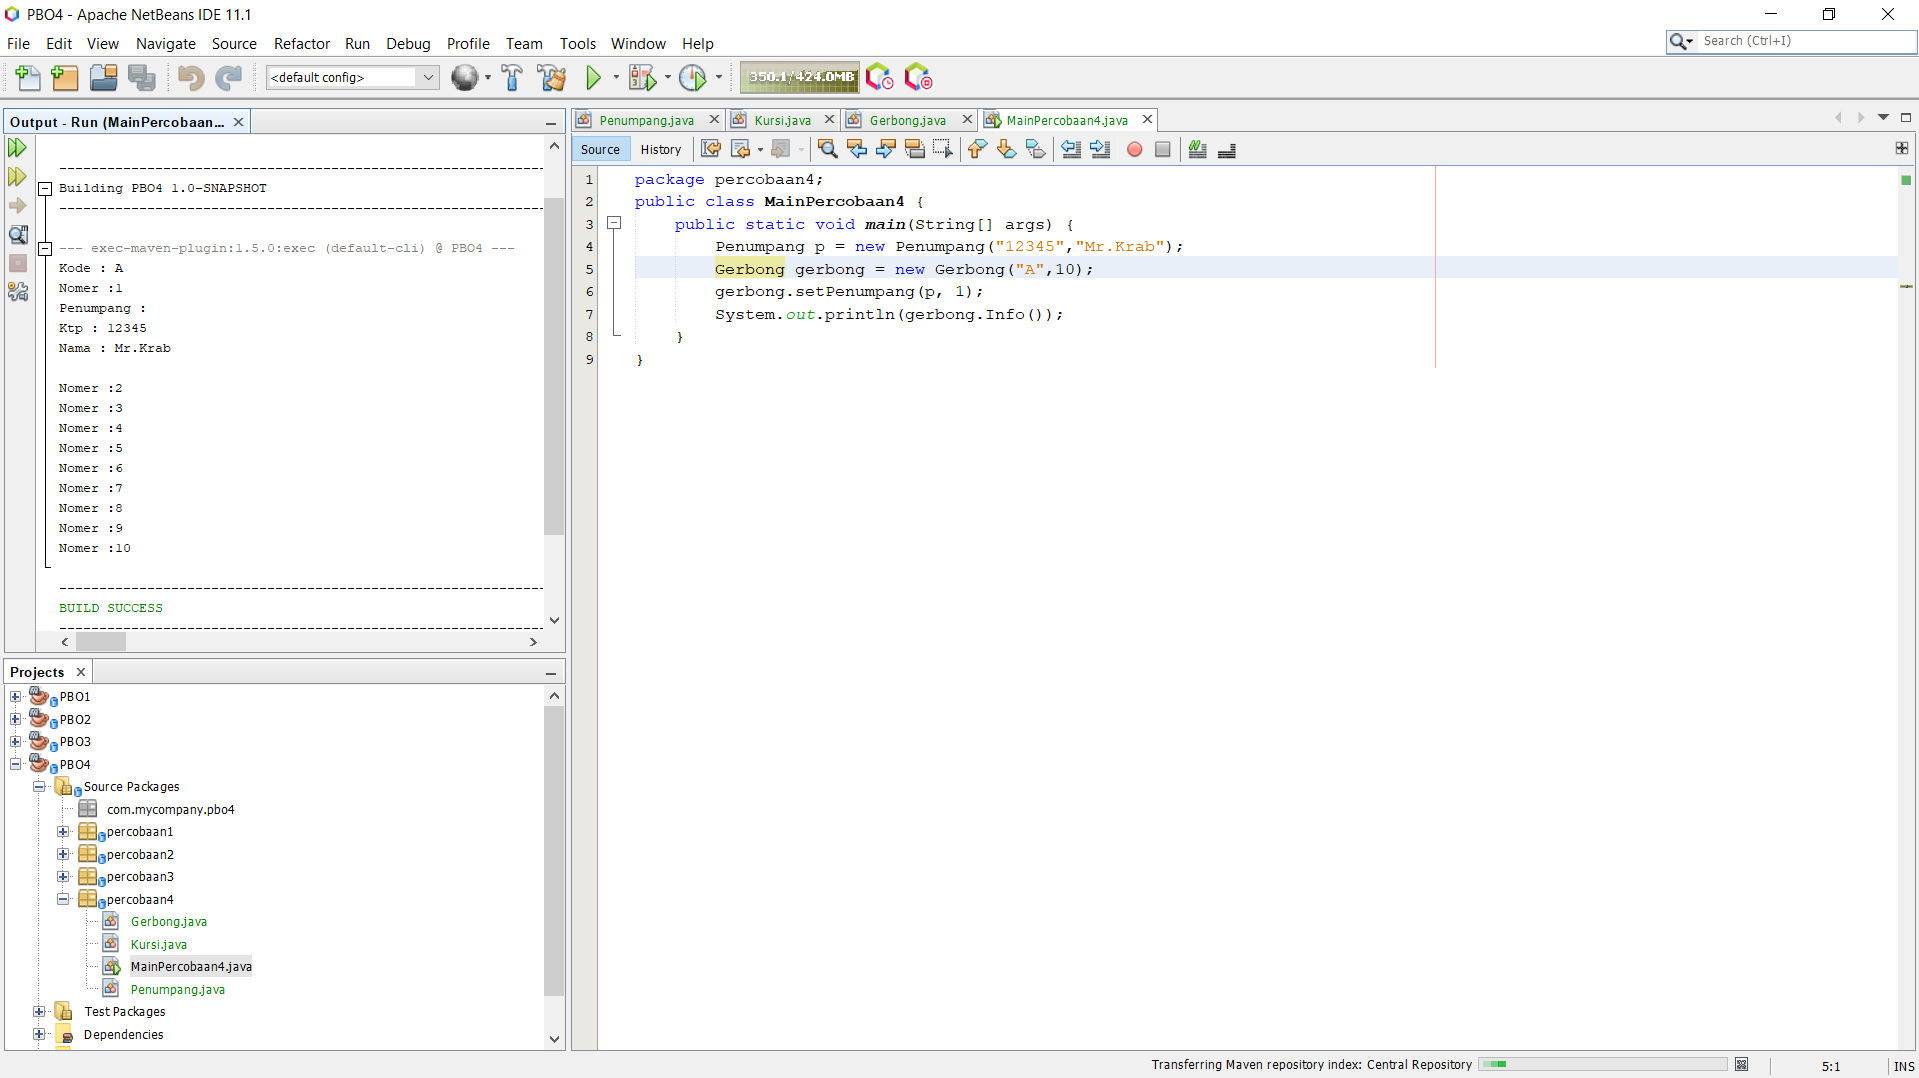 PBO4 - Apache NetBeans IDE 11.1
File Edit View Navigate Source Refactor Run Debug Profile Team Tools Window Help
Search (Ctrl+I)
<default config>
350.1/424.0MB
Output - Run (MainPercobaan...
--------------------------------------------------------------
Building PBO4 1.0-SNAPSHOT
--------------------------------------------------------------
--- exec-maven-plugin:1.5.0:exec (default-cli) @ PBO4 ---
Kode : A
Nomer :1
Penumpang :
Ktp : 12345
Nama : Mr.Krab
Nomer :2
Nomer :3
Nomer :4
Nomer :5
Nomer :6
Nomer :7
Nomer :8
Nomer :9
Nomer :10
--------------------------------------------------------------
BUILD SUCCESS
--------------------------------------------------------------
Projects
PBO1
PBO2
PBO3
PBO4
Source Packages
com.mycompany.pbo4
percobaan1
percobaan2
percobaan3
percobaan4
Gerbong.java
Kursi.java
MainPercobaan4.java
Penumpang.java
Test Packages
Dependencies
Penumpang.java Kursi.java Gerbong.java MainPercobaan4.java
Source History
1 package percobaan4;
2 public class MainPercobaan4 {
3 public static void main(String[] args) {
4 Penumpang p = new Penumpang("12345","Mr.Krab");
5 Gerbong gerbong = new Gerbong("A",10);
6 gerbong.setPenumpang(p, 1);
7 System.out.println(gerbong.Info());
8 }
9 }
Transferring Maven repository index: Central Repository
5:1 INS